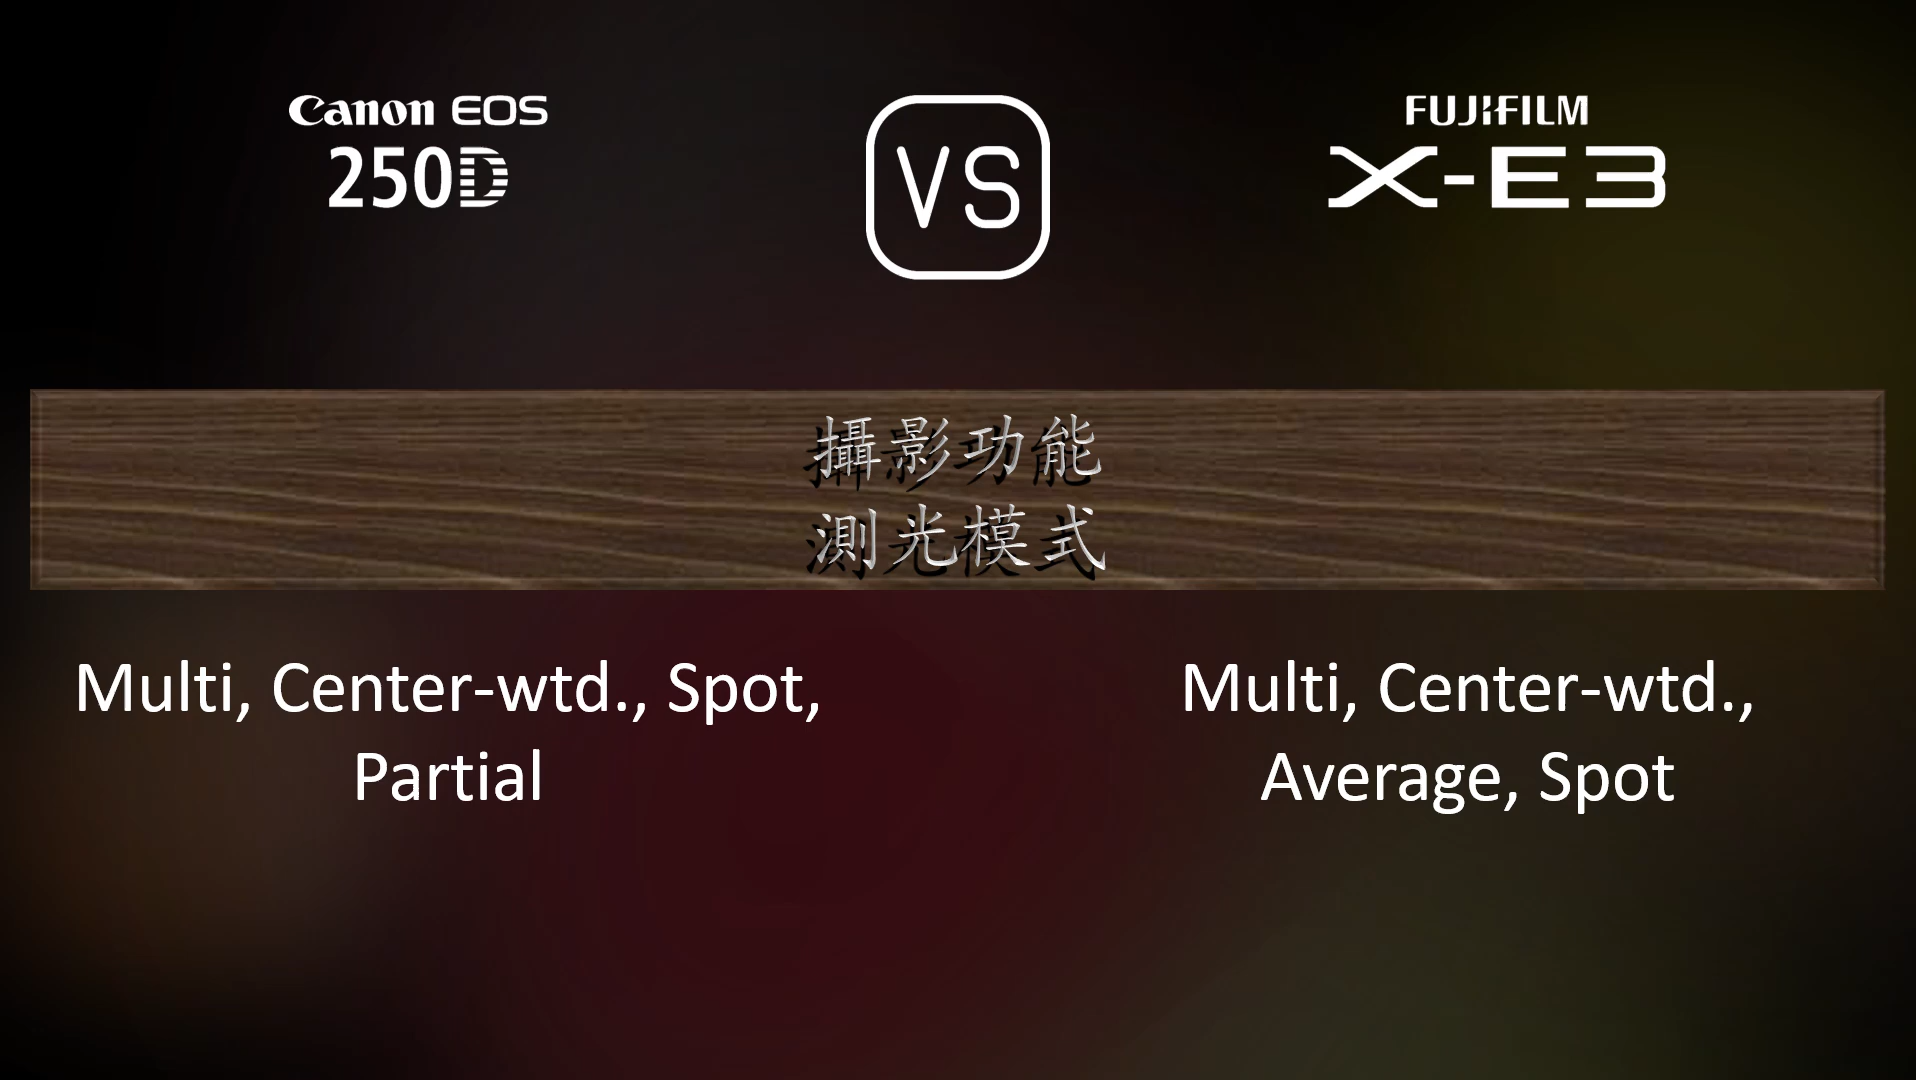 Canon EOS
250D
VS
FUJIFILM
X-E3
攝影功能
測光模式
Multi, Center-wtd., Spot,
Partial
Multi, Center-wtd.,
Average, Spot